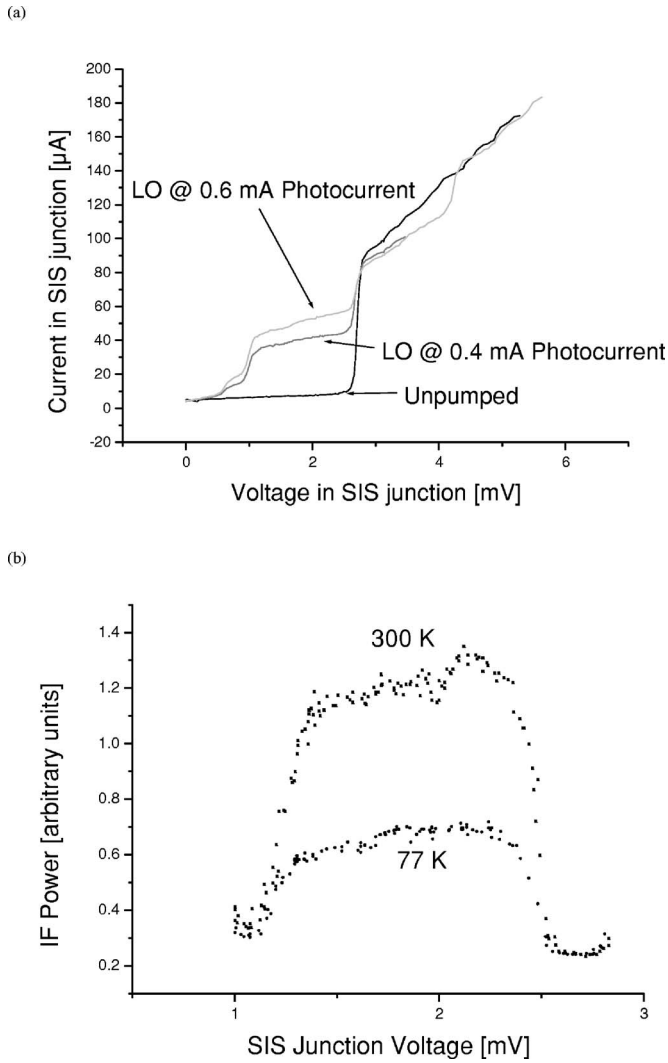 (a)
200
180
160
140
120
100
80
60
40
20
0
-20
Current in SIS junction [µA]
LO @ 0.6 mA Photocurrent
LO @ 0.4 mA Photocurrent
Unpumped
0 2 4 6
Voltage in SIS junction [mV]
(b)
1.4
1.2
1.0
0.8
0.6
0.4
0.2
IF Power [arbitrary units]
300 K
77 K
1 2 3
SIS Junction Voltage [mV]